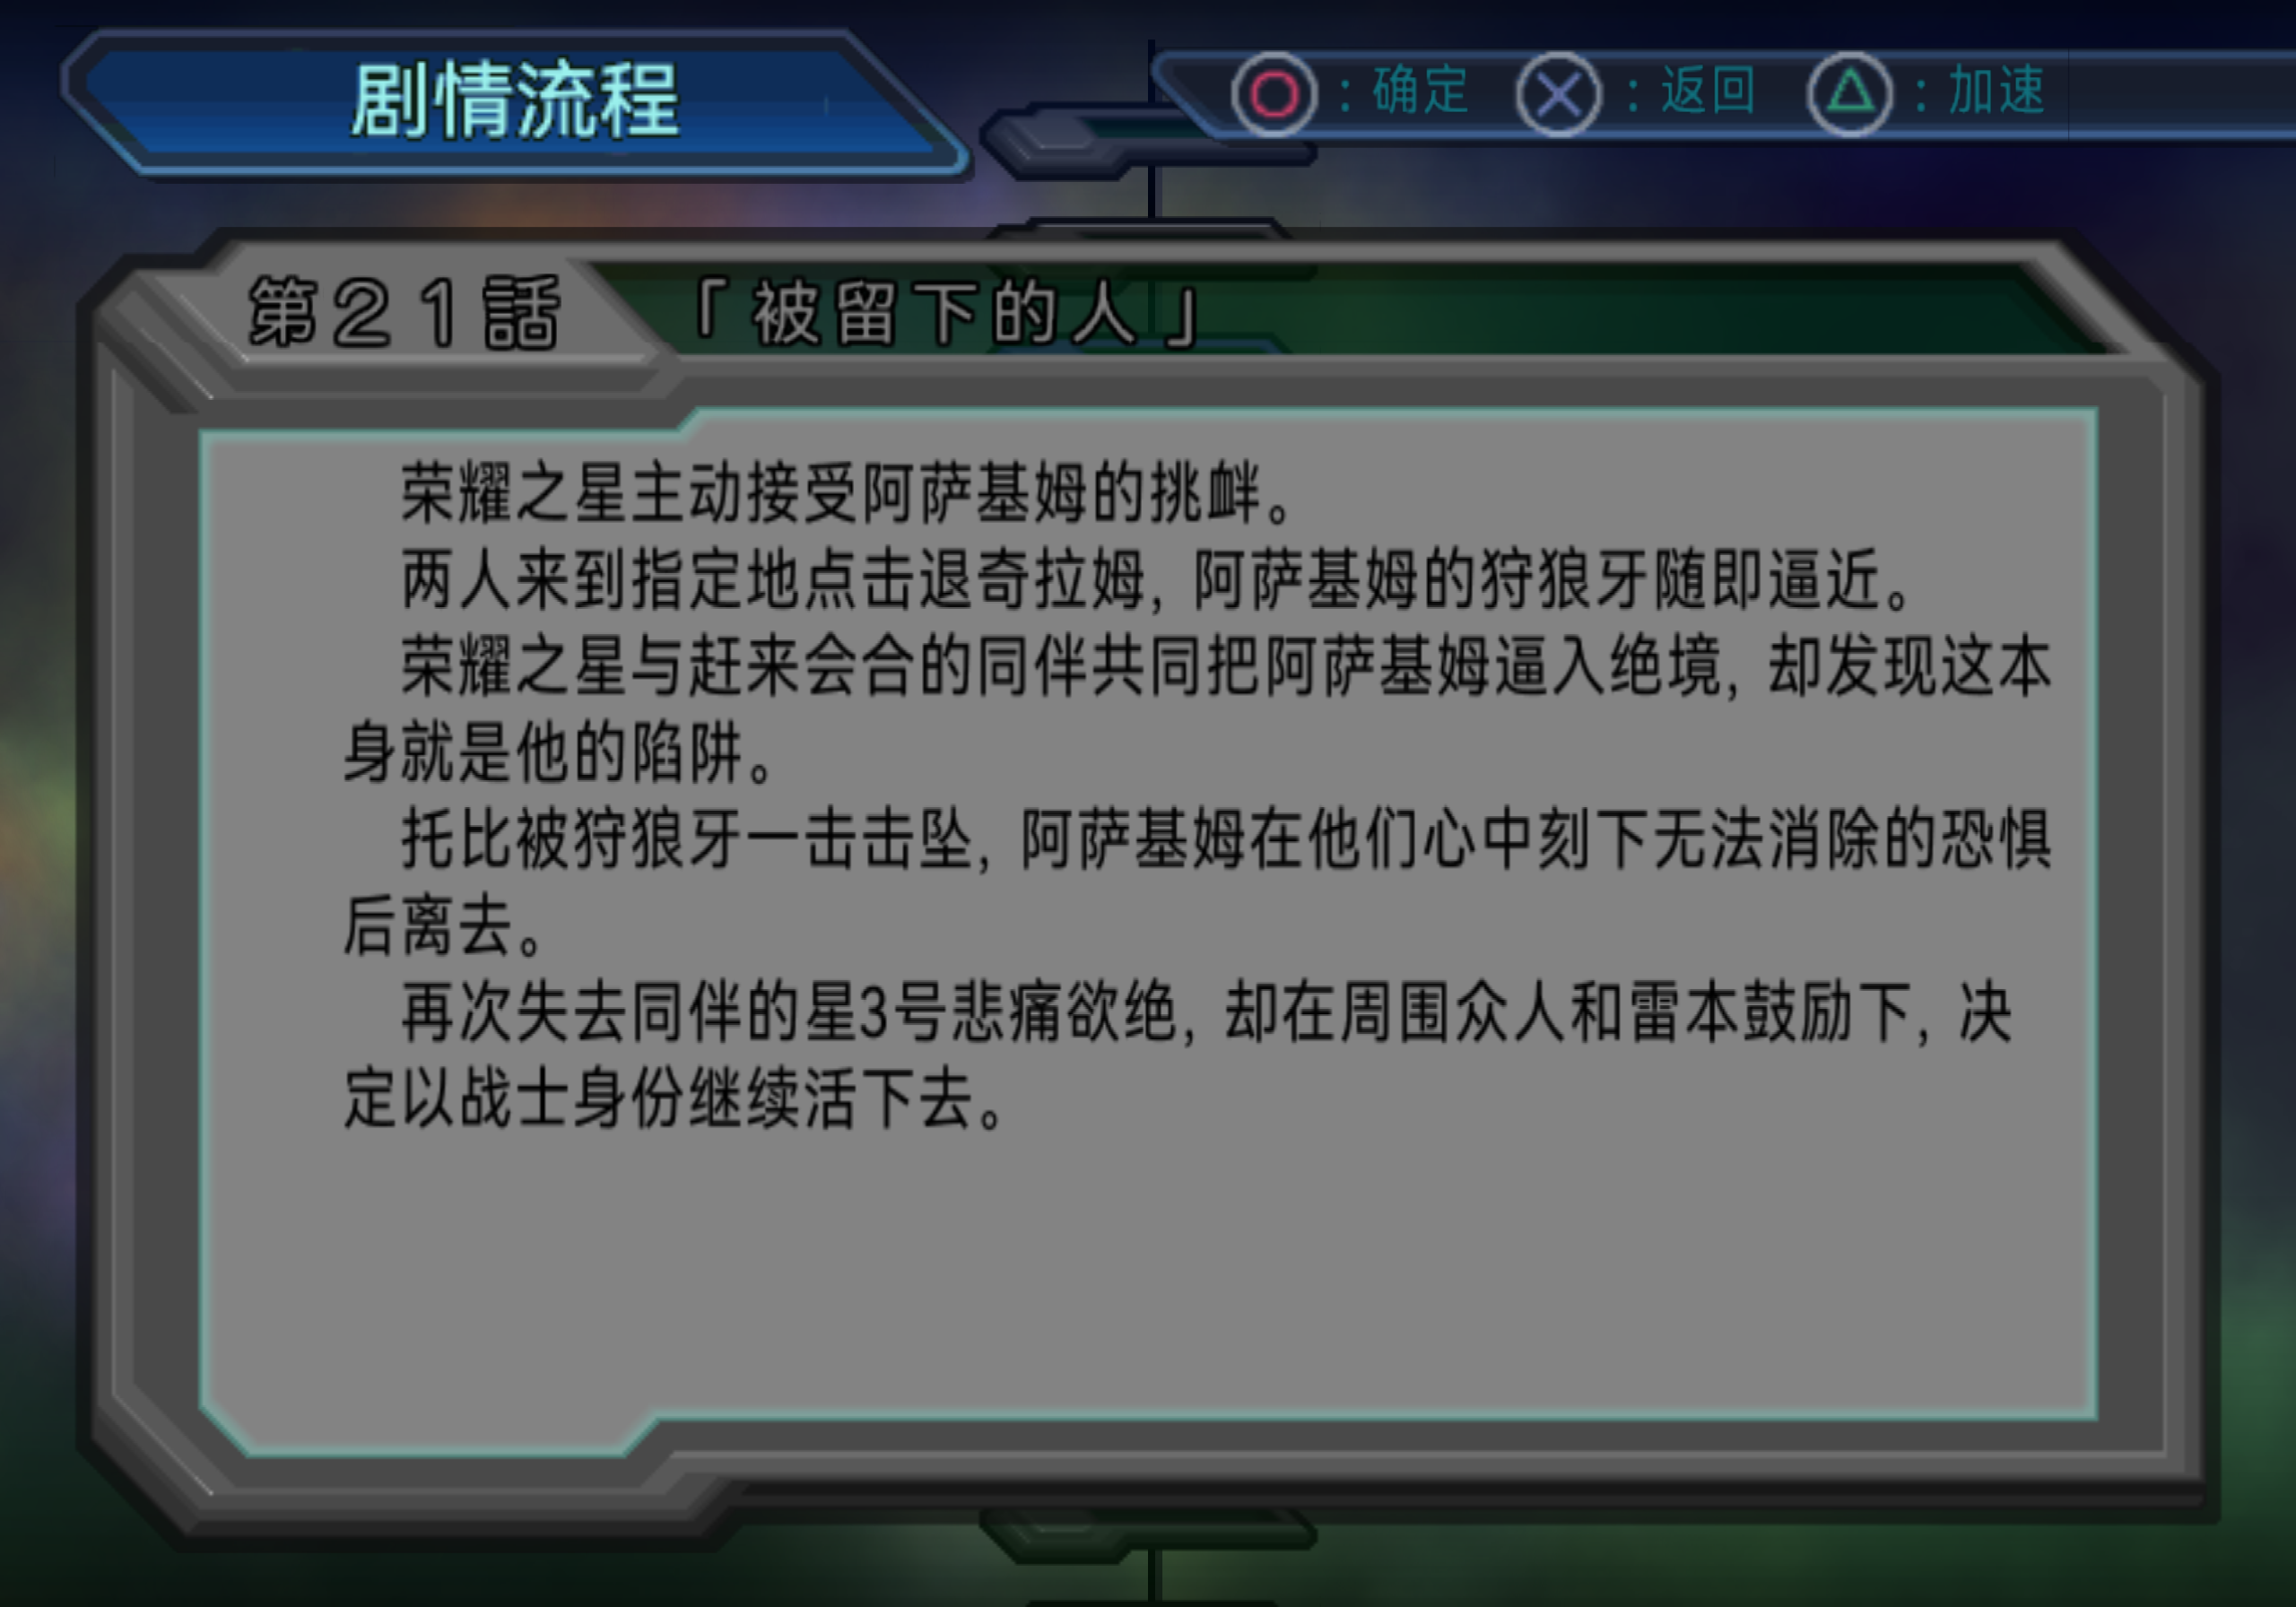 剧情流程
：确定 ：返回 ：加速
第２１話 「被留下的人」
荣耀之星主动接受阿萨基姆的挑衅。
两人来到指定地点击退奇拉姆，阿萨基姆的狩狼牙随即逼近。
荣耀之星与赶来会合的同伴共同把阿萨基姆逼入绝境，却发现这本
身就是他的陷阱。
托比被狩狼牙一击击坠，阿萨基姆在他们心中刻下无法消除的恐惧
后离去。
再次失去同伴的星3号悲痛欲绝，却在周围众人和雷本鼓励下，决
定以战士身份继续活下去。